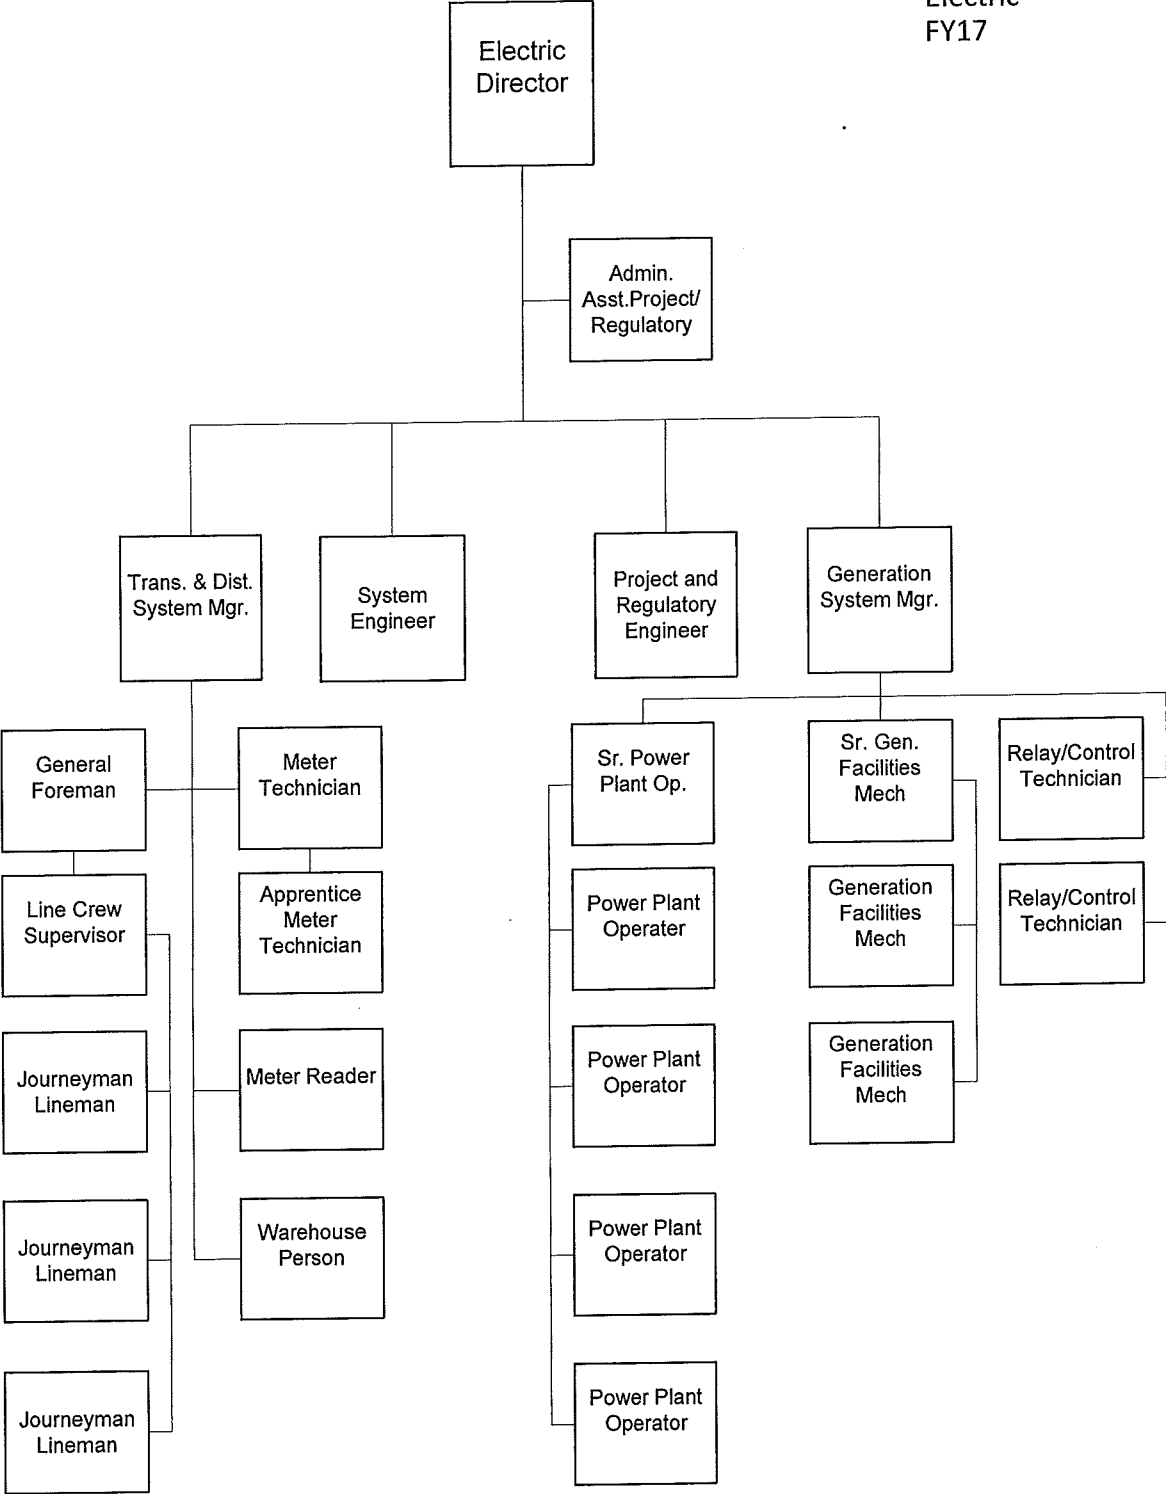 Electric
FY17
Electric
Director
Admin.
Asst.Project/
Regulatory
Trans. & Dist.
System Mgr.
System
Engineer
Project and
Regulatory
Engineer
Generation
System Mgr.
General
Foreman
Meter
Technician
Sr. Power
Plant Op.
Sr. Gen.
Facilities
Mech
Relay/Control
Technician
Line Crew
Supervisor
Apprentice
Meter
Technician
Power Plant
Operater
Generation
Facilities
Mech
Relay/Control
Technician
Journeyman
Lineman
Meter Reader
Power Plant
Operator
Generation
Facilities
Mech
Journeyman
Lineman
Warehouse
Person
Power Plant
Operator
Journeyman
Lineman
Power Plant
Operator